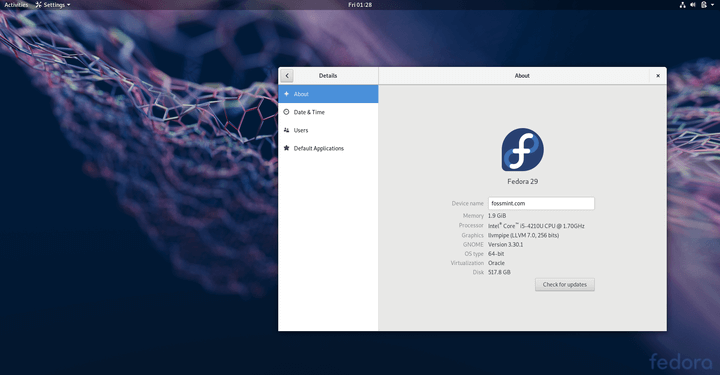 Activities Settings Fri 01:28
Details About
About
Date & Time
Users
Default Applications
Fedora 29
Device name fossmint.com
Memory 1.9 GiB
Processor Intel® Core™ i5-4210U CPU @ 1.70GHz
Graphics llvmpipe (LLVM 7.0, 256 bits)
GNOME Version 3.30.1
OS type 64-bit
Virtualization Oracle
Disk 517.8 GB
Check for updates
fedora